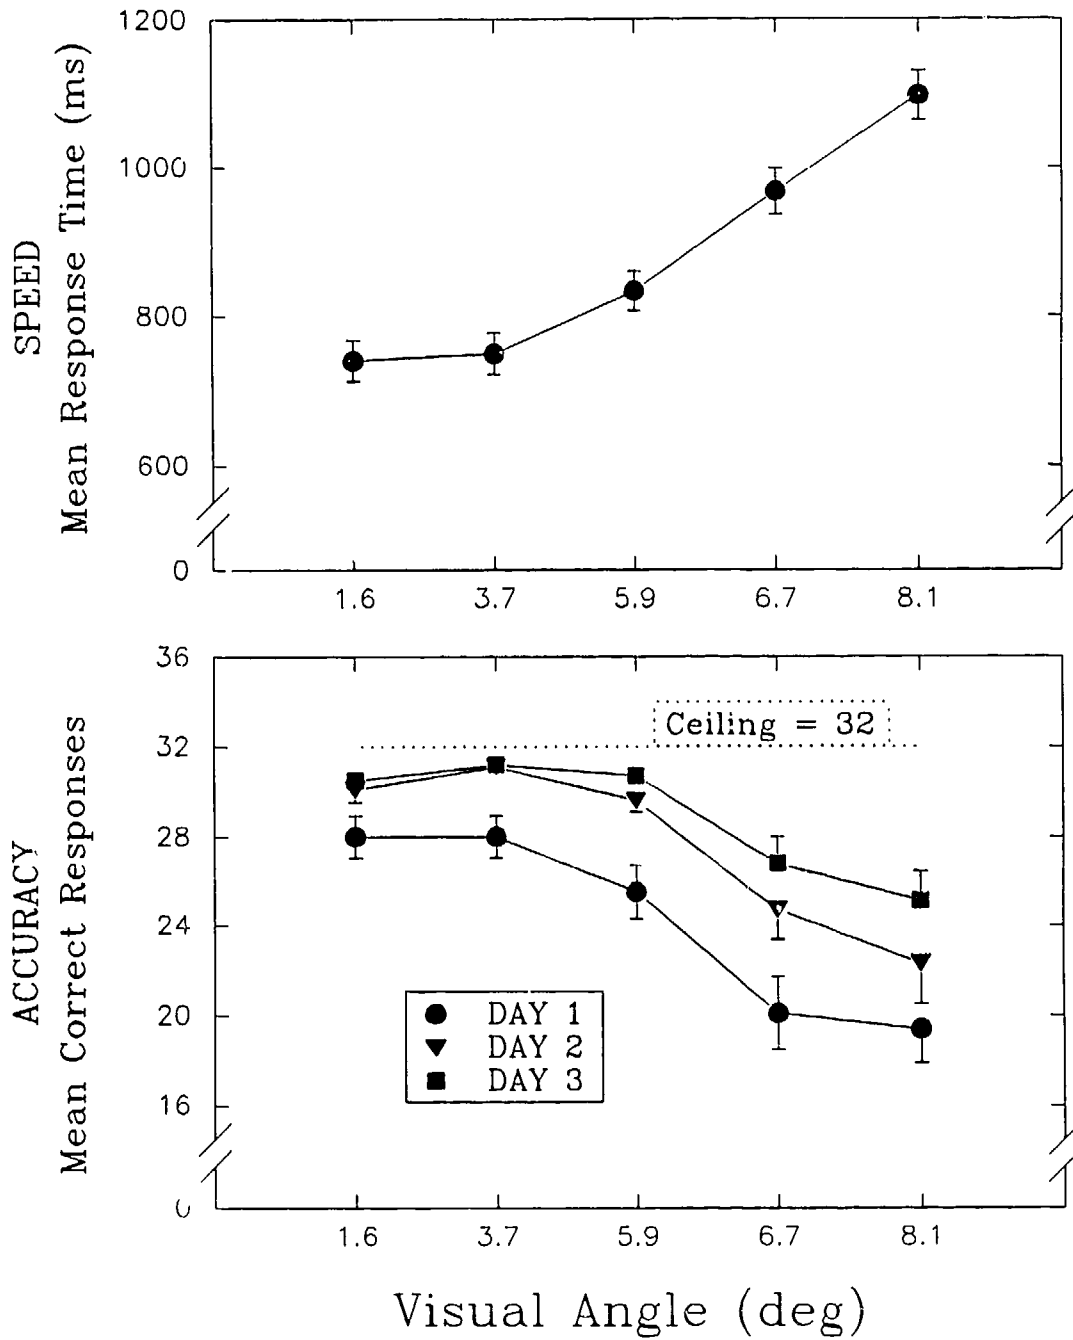 SPEED
Mean Response Time (ms)
1200
1000
800
600
0
1.6 3.7 5.9 6.7 8.1
ACCURACY
Mean Correct Responses
36
32
28
24
20
16
0
Ceiling = 32
DAY 1
DAY 2
DAY 3
1.6 3.7 5.9 6.7 8.1
Visual Angle (deg)